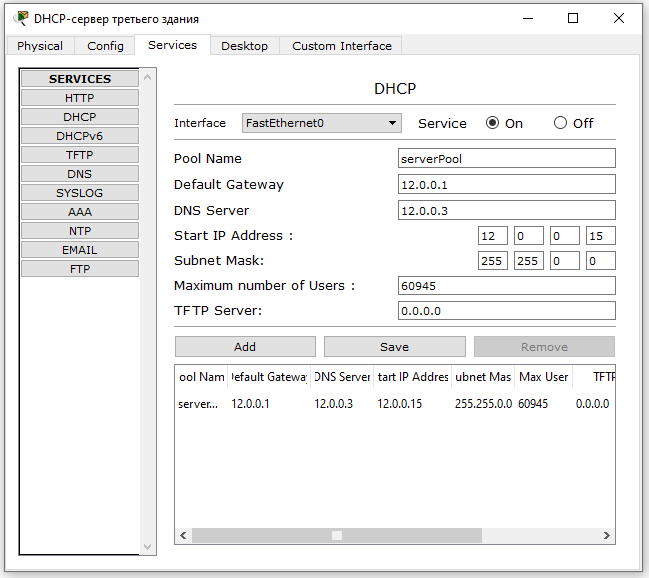 DHCP-сервер третьего здания
Physical Config Services Desktop Custom Interface
SERVICES
HTTP
DHCP
DHCPv6
TFTP
DNS
SYSLOG
AAA
NTP
EMAIL
FTP
DHCP
Interface FastEthernet0 Service On Off
Pool Name serverPool
Default Gateway 12.0.0.1
DNS Server 12.0.0.3
Start IP Address : 12 0 0 15
Subnet Mask: 255 255 0 0
Maximum number of Users : 60945
TFTP Server: 0.0.0.0
Add Save Remove
ool Nam efault Gateway DNS Server tart IP Addres ubnet Mas Max User TFTP
server... 12.0.0.1 12.0.0.3 12.0.0.15 255.255.0.0 60945 0.0.0.0